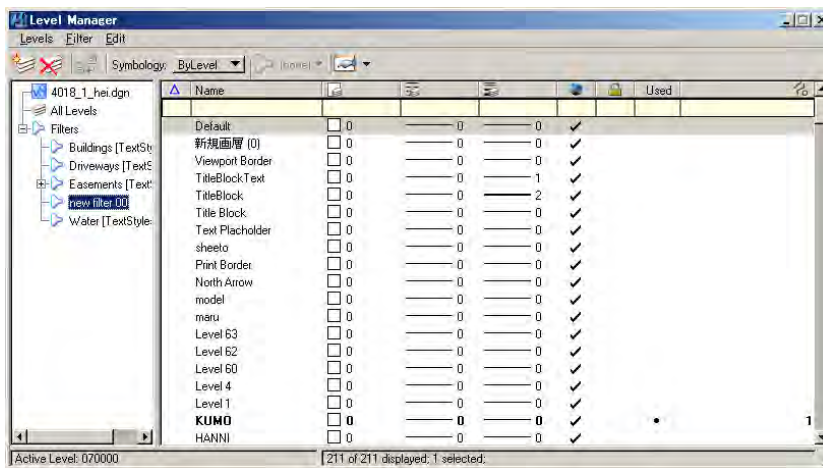 Level Manager
Levels Filter Edit
Symbology: ByLevel (none)
4018_1_hei.dgn
All Levels
Filters
Buildings [TextSty
Driveways [TextS
Easements [Text
new filter 00
Water [TextStyle
Name Used
Default 0 0 0
新規画層 (0) 0 0 0
Viewport Border 0 0 0
TitleBlockText 0 0 1
TitleBlock 0 0 2
Title Block 0 0 0
Text Placholder 0 0 0
sheeto 0 0 0
Print Border 0 0 0
North Arrow 0 0 0
model 0 0 0
maru 0 0 0
Level 63 0 0 0
Level 62 0 0 0
Level 60 0 0 0
Level 4 0 0 0
Level 1 0 0 0
KUMO 0 0 0 1
HANNI 0 0 0
Active Level: 070000
211 of 211 displayed; 1 selected;